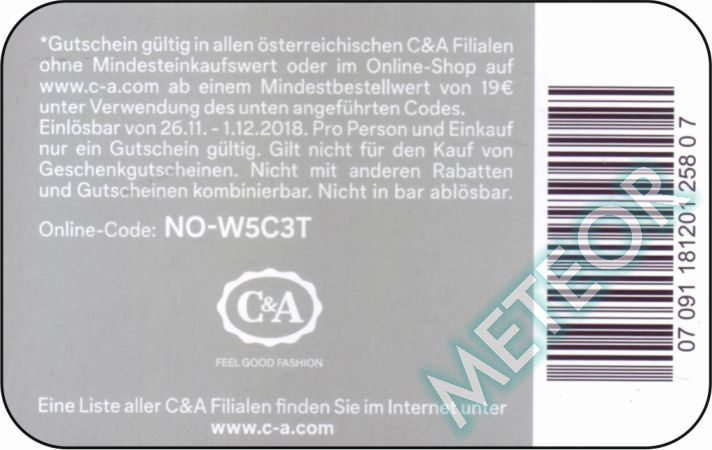 *Gutschein gültig in allen österreichischen C&A Filialen
ohne Mindesteinkaufswert oder im Online-Shop auf
www.c-a.com ab einem Mindestbestellwert von 19€
unter Verwendung des unten angeführten Codes.
Einlösbar von 26.11. - 1.12.2018. Pro Person und Einkauf
nur ein Gutschein gültig. Gilt nicht für den Kauf von
Geschenkgutscheinen. Nicht mit anderen Rabatten
und Gutscheinen kombinierbar. Nicht in bar ablösbar.
Online-Code: NO-W5C3T
C&A
FEEL GOOD FASHION
Eine Liste aller C&A Filialen finden Sie im Internet unter
www.c-a.com
07 091 181201 258 0 7
METEOR